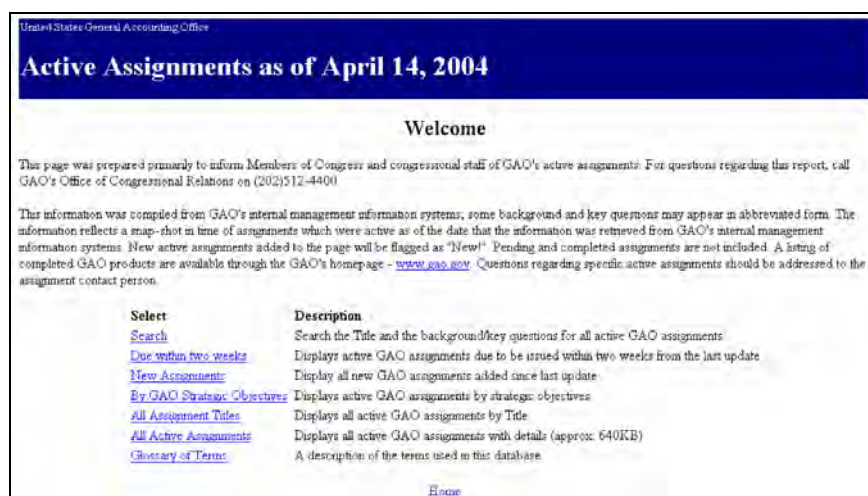 United States General Accounting Office
Active Assignments as of April 14, 2004
Welcome
This page was prepared primarily to inform Members of Congress and congressional staff of GAO's active assignments. For questions regarding this report, call
GAO's Office of Congressional Relations on (202)512-4400
This information was compiled from GAO's internal management information systems; some background and key questions may appear in abbreviated form. The
information reflects a snap-shot in time of assignments which were active as of the date that the information was retrieved from GAO's internal management
information systems. New active assignments added to the page will be flagged as "New!". Pending and completed assignments are not included. A listing of
completed GAO products are available through the GAO's homepage - www.gao.gov. Questions regarding specific active assignments should be addressed to the
assignment contact person.
Select Description
Search Search the Title and the background/key questions for all active GAO assignments
Due within two weeks Displays active GAO assignments due to be issued within two weeks from the last update
New Assignments Display all new GAO assignments added since last update
By GAO Strategic Objectives Displays active GAO assignments by strategic objectives
All Assignment Titles Displays all active GAO assignments by Title
All Active Assignments Displays all active GAO assignments with details (approx. 640KB)
Glossary of Terms A description of the terms used in this database
Home